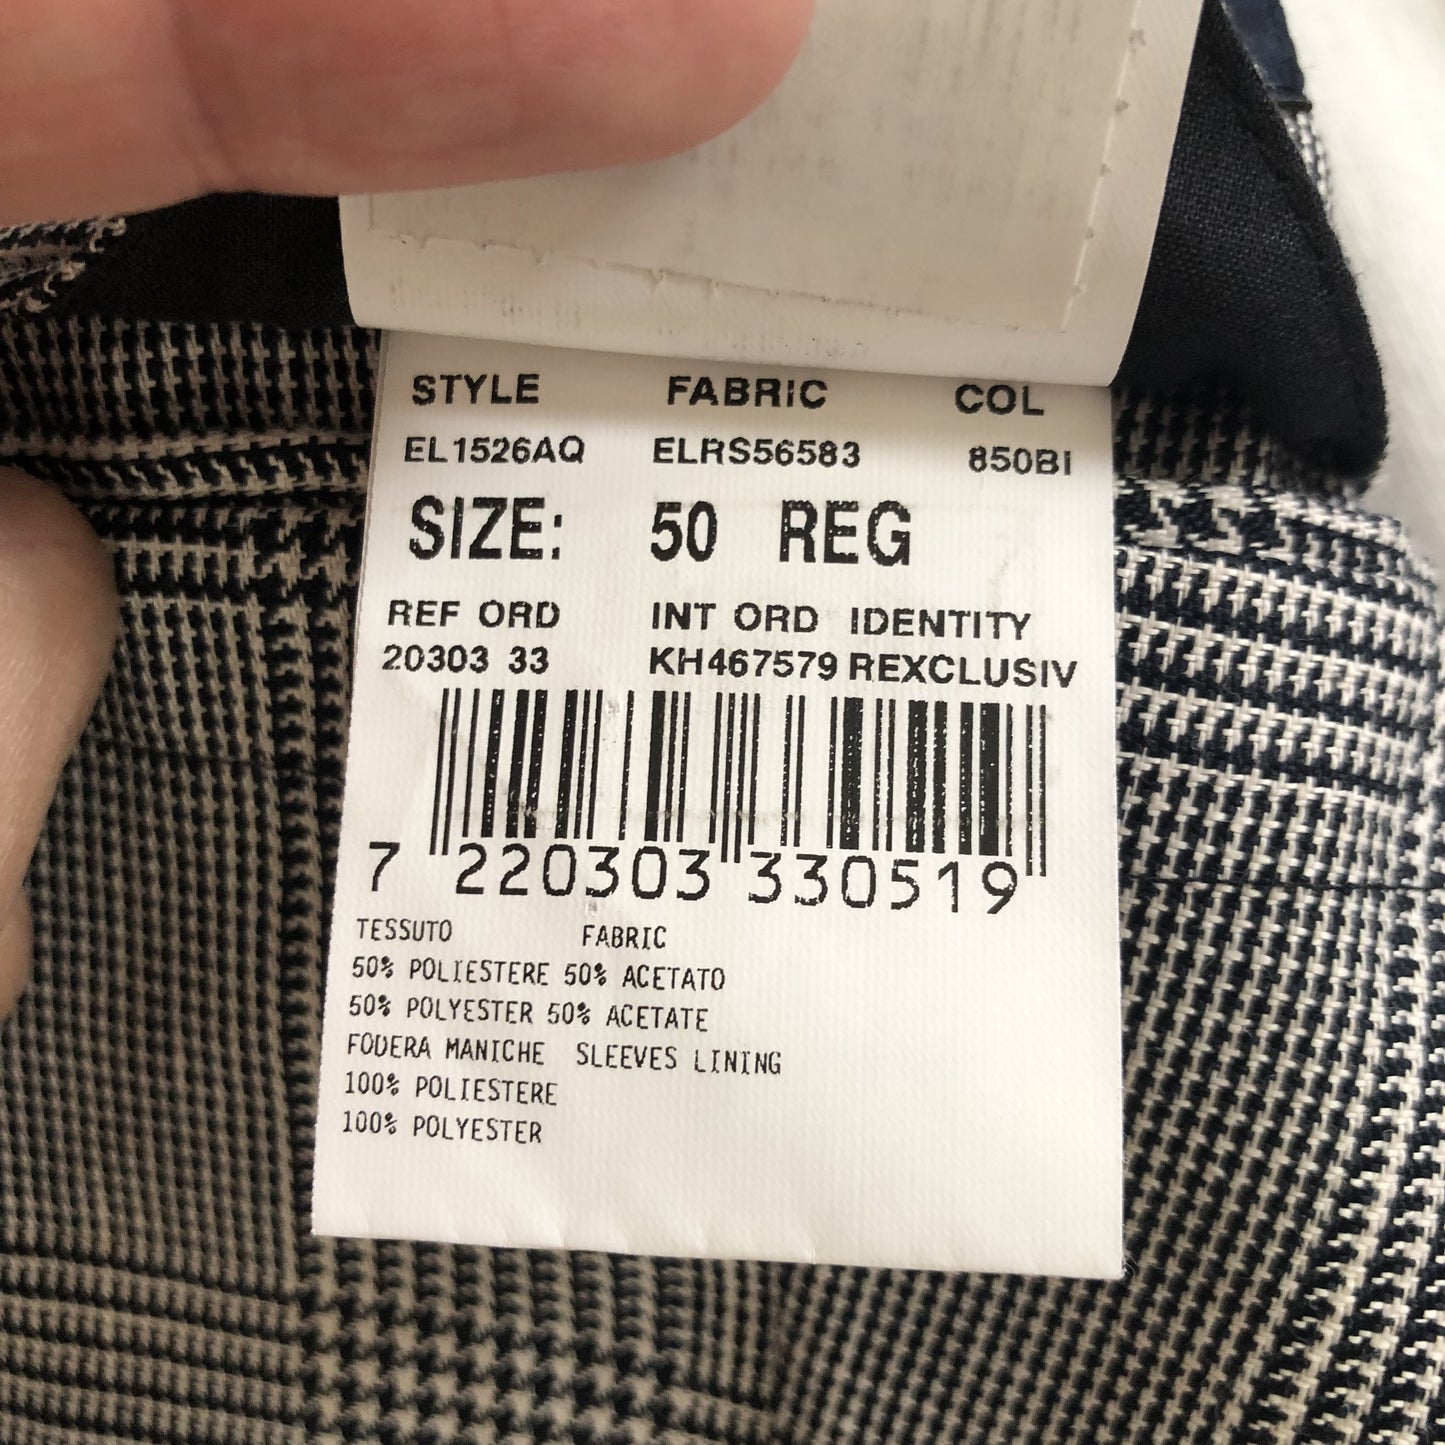 STYLE FABRIC COL
EL1526AQ ELRS56583 850BI
SIZE: 50 REG
REF ORD INT ORD IDENTITY
20303 33 KH467579 REXCLUSIV
7 220303 330519
TESSUTO FABRIC
50% POLIESTERE 50% ACETATO
50% POLYESTER 50% ACETATE
FODERA MANICHE SLEEVES LINING
100% POLIESTERE
100% POLYESTER